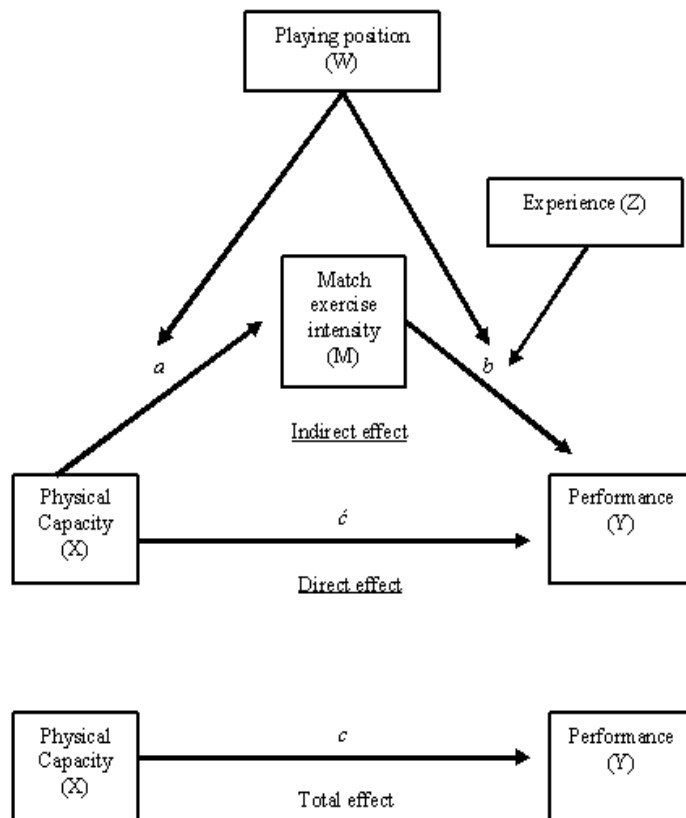 Playing position
(W)
Experience (Z)
Match
exercise
intensity
(M)
a
b
Indirect effect
Physical
Capacity
(X)
ć
Performance
(Y)
Direct effect
Physical
Capacity
(X)
c
Performance
(Y)
Total effect